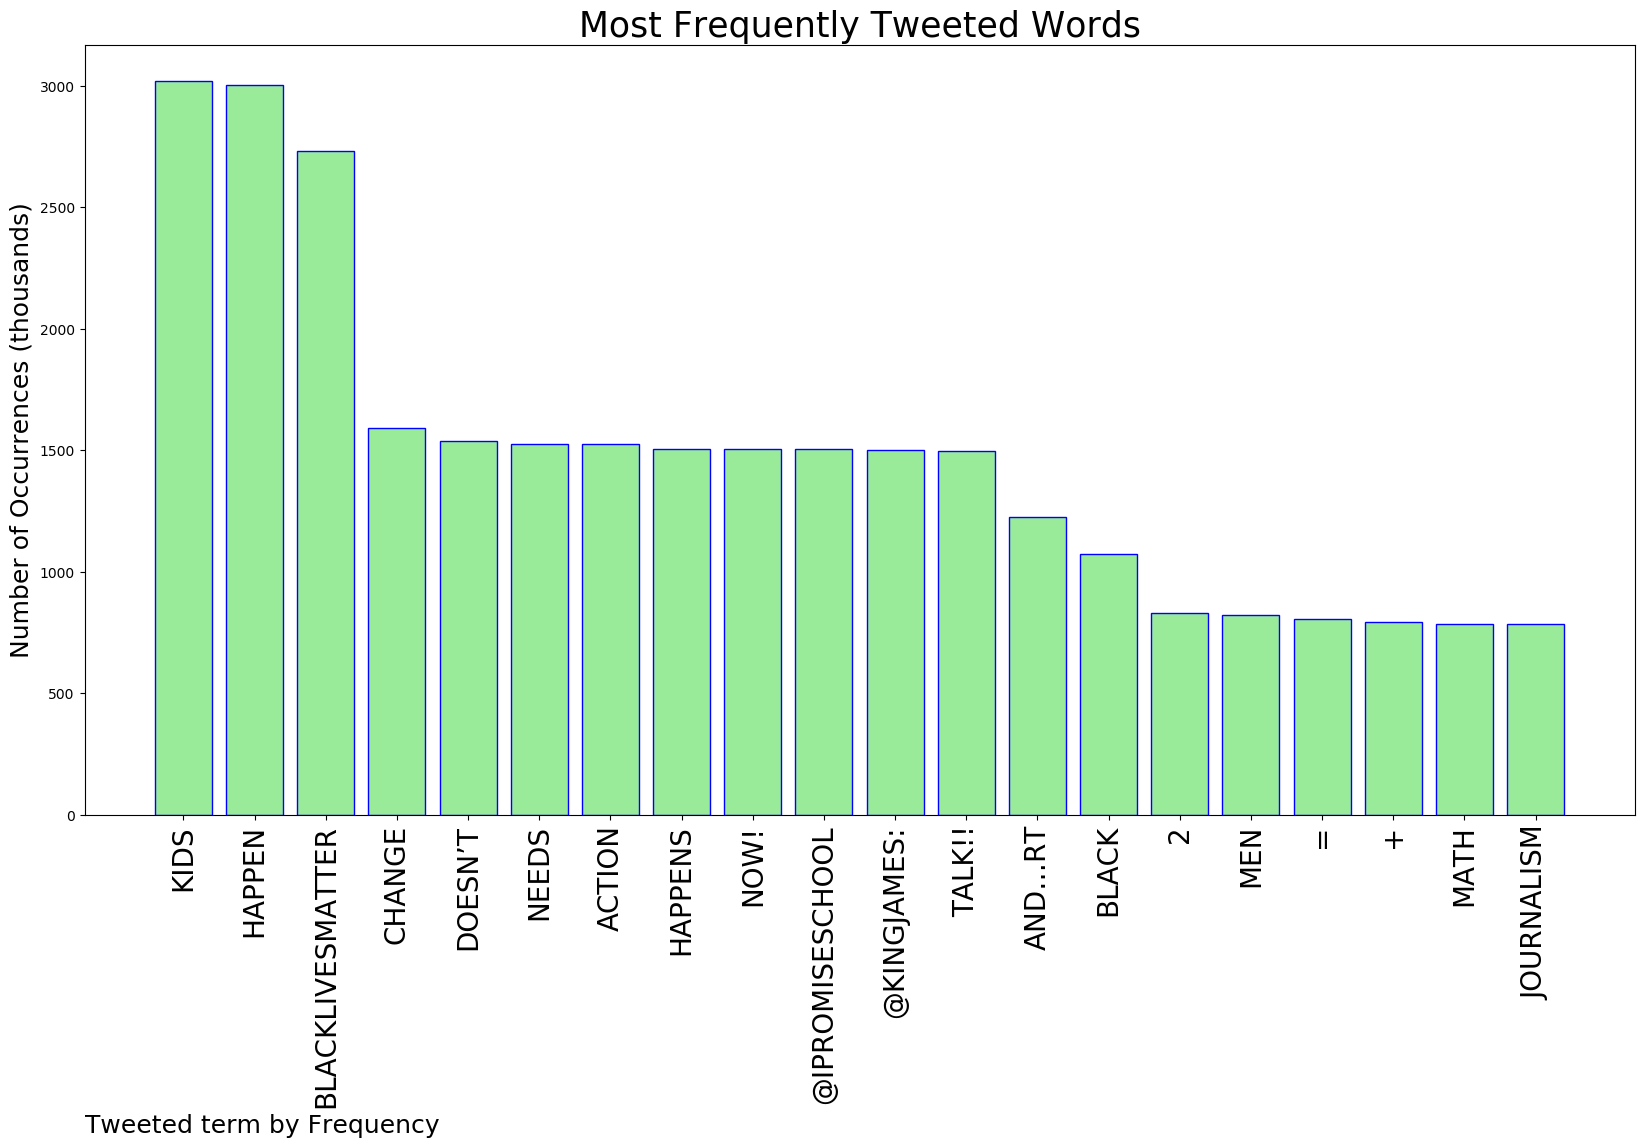 Most Frequently Tweeted Words
Number of Occurrences (thousands)
3000
2500
2000
1500
1000
500
0
KIDS
HAPPEN
BLACKLIVESMATTER
CHANGE
DOESN’T
NEEDS
ACTION
HAPPENS
NOW!
@IPROMISESCHOOL
@KINGJAMES:
TALK!!
AND…RT
BLACK
2
MEN
=
+
MATH
JOURNALISM
Tweeted term by Frequency